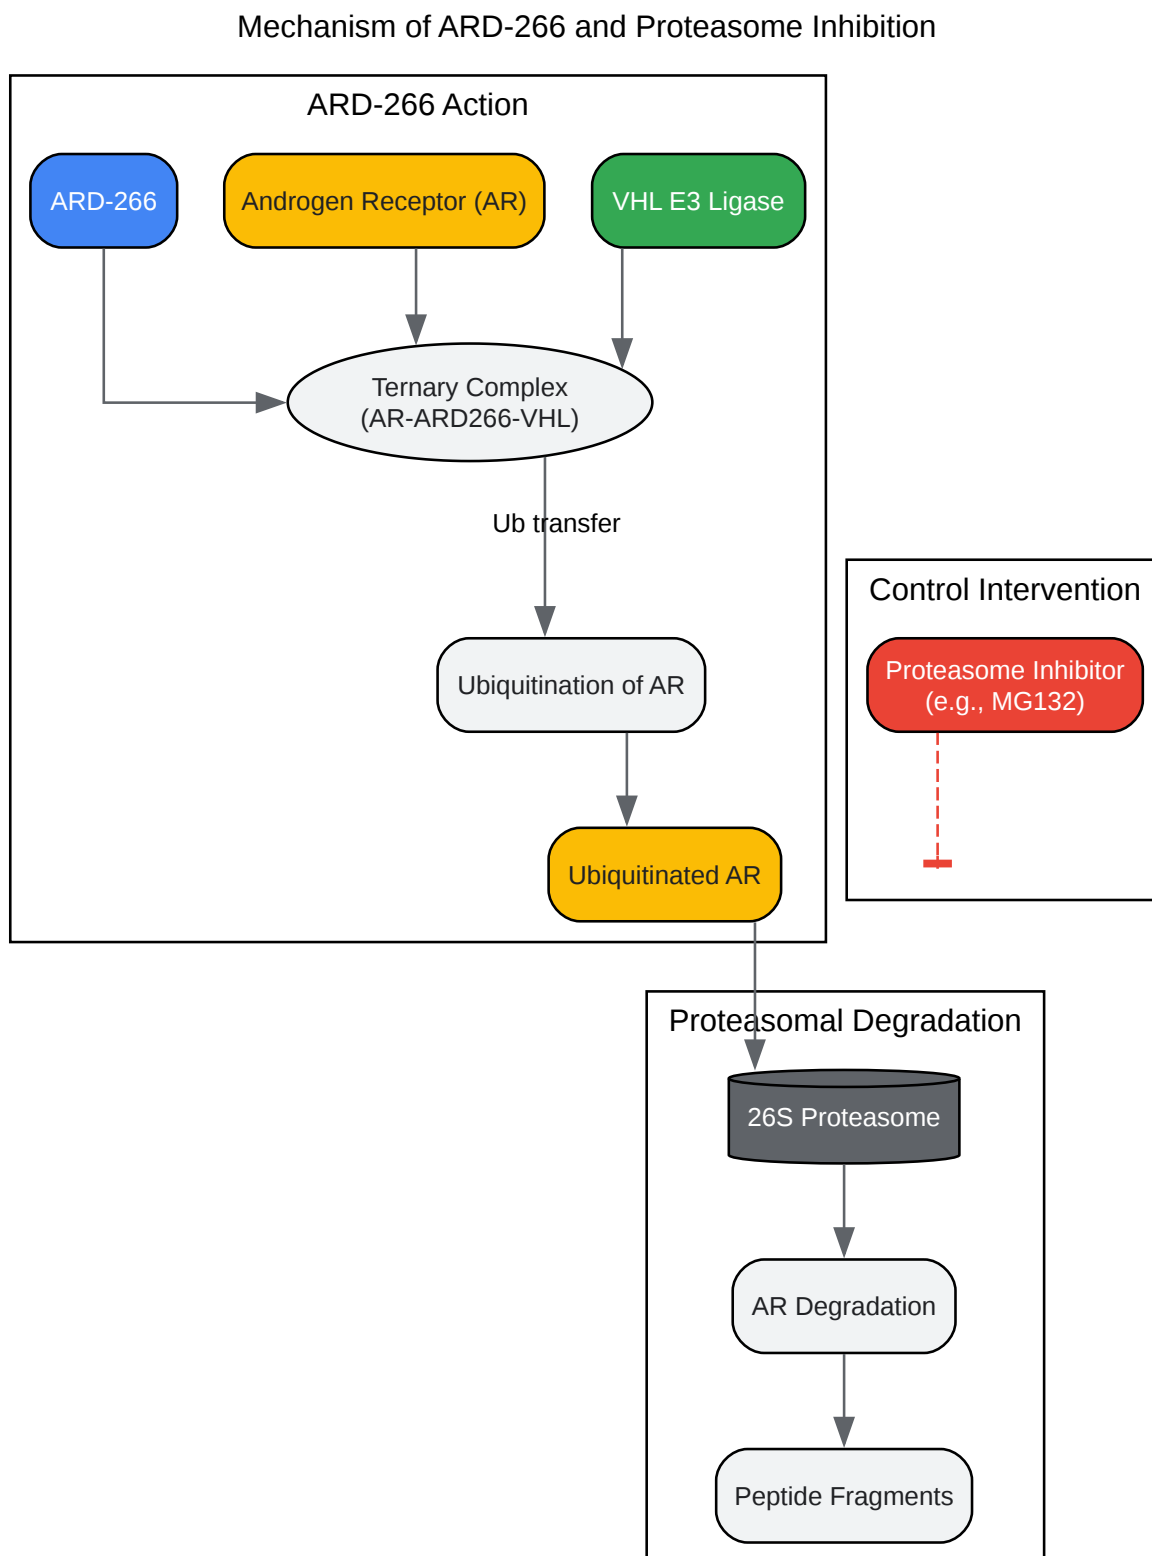 Mechanism of ARD-266 and Proteasome Inhibition
ARD-266 Action
ARD-266
Androgen Receptor (AR)
VHL E3 Ligase
Ternary Complex
(AR-ARD266-VHL)
Ub transfer
Control Intervention
Ubiquitination of AR
Proteasome Inhibitor
(e.g., MG132)
Ubiquitinated AR
Proteasomal Degradation
26S Proteasome
AR Degradation
Peptide Fragments